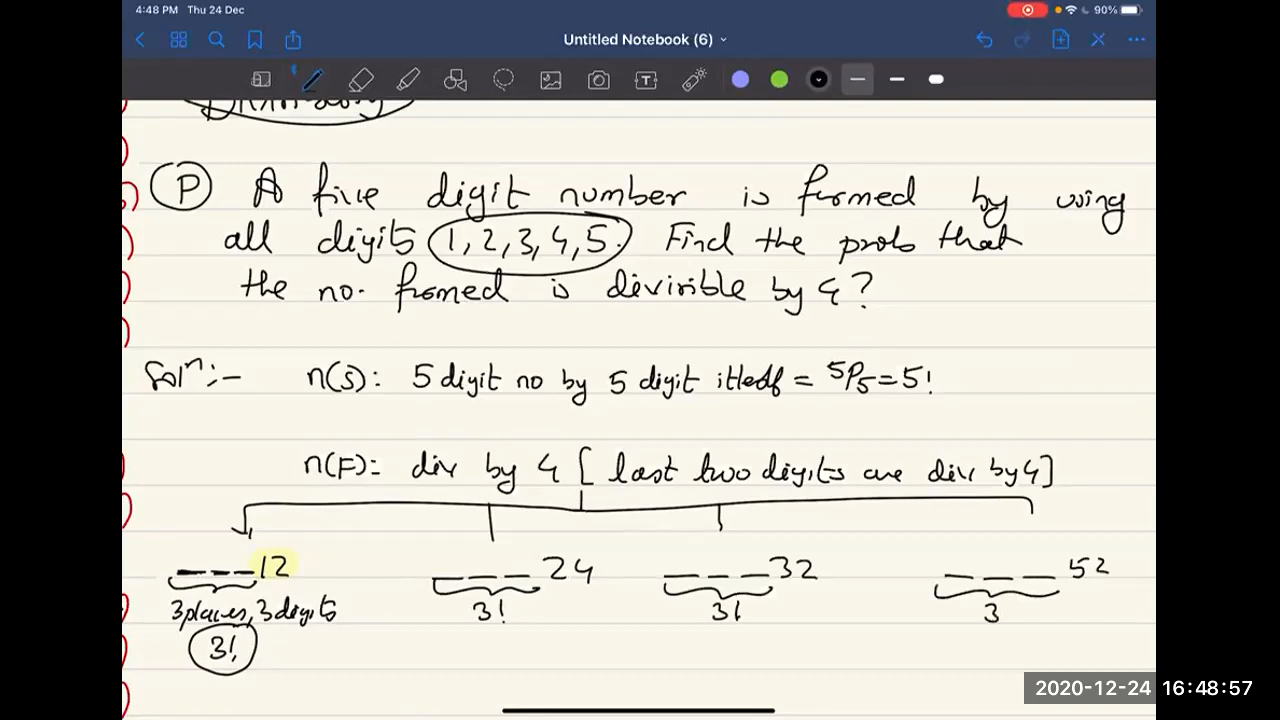 4:48 PM Thu 24 Dec
90%
Untitled Notebook (6)
P A five digit number is formed by using
all digits 1, 2, 3, 4, 5. Find the prob that
the no. formed is divisible by 4?
Solⁿ:- n(S): 5 digit no by 5 digit itself = ⁵P₅ = 5!
n(F): div by 4 [last two digits are div by 4]
_ _ _ 12 _ _ _ 24 _ _ _ 32 _ _ _ 52
3 places, 3 digits 3! 3! 3
3!
2020-12-24 16:48:57